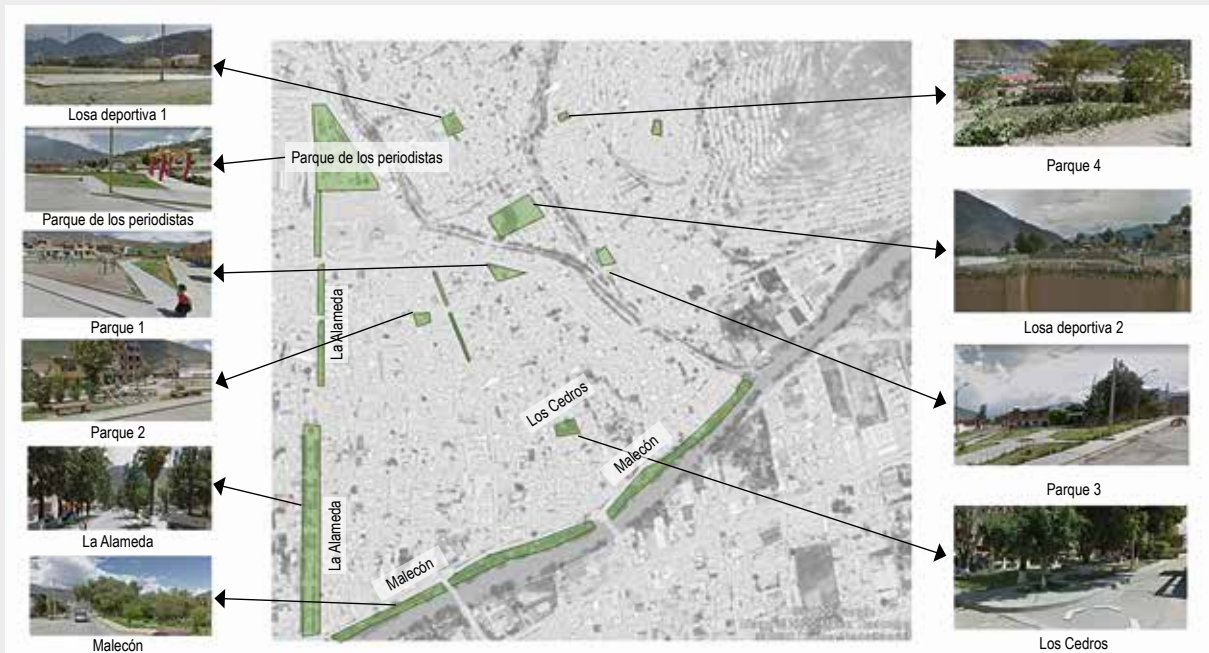 Losa deportiva 1
Parque de los periodistas
Parque 1
Parque 2
La Alameda
Malecón
Parque de los periodistas
La Alameda
La Alameda
Los Cedros
Malecón
Malecón
Parque 4
Losa deportiva 2
Parque 3
Los Cedros